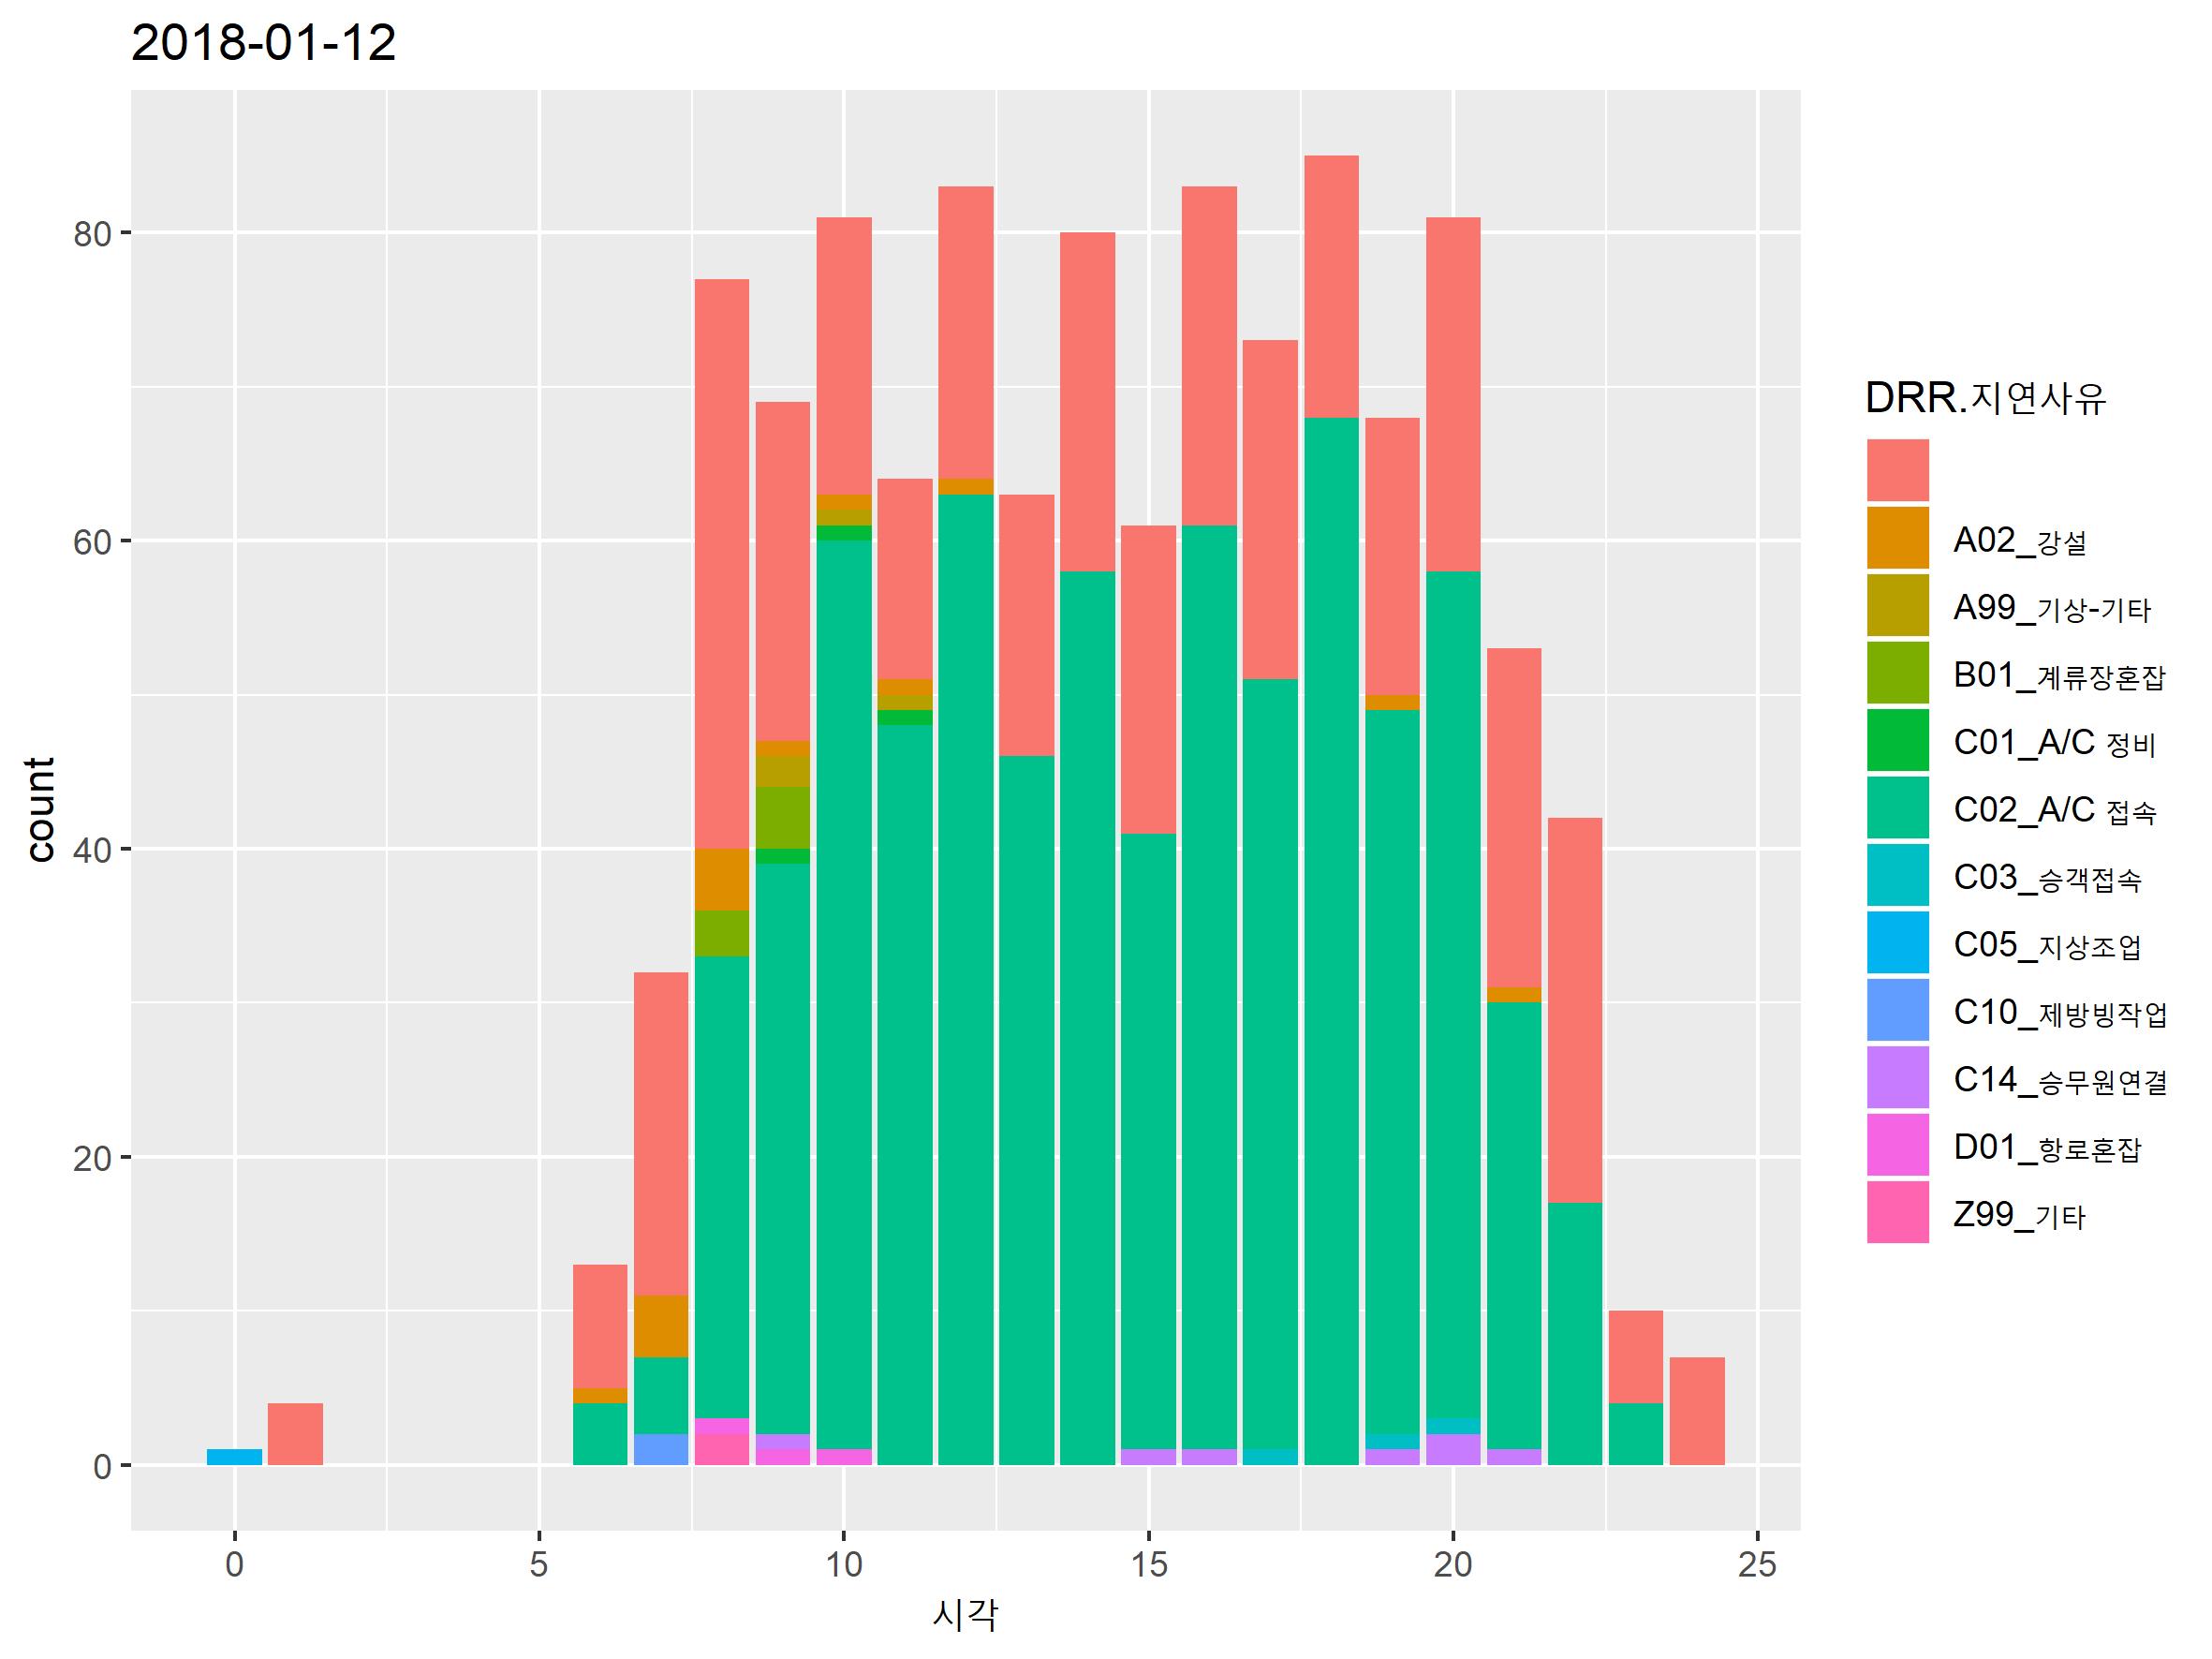 2018-01-12
count
80
60
40
20
0
0 5 10 15 20 25
시각
DRR.지연사유
A02_강설
A99_기상-기타
B01_계류장혼잡
C01_A/C 정비
C02_A/C 접속
C03_승객접속
C05_지상조업
C10_제방빙작업
C14_승무원연결
D01_항로혼잡
Z99_기타